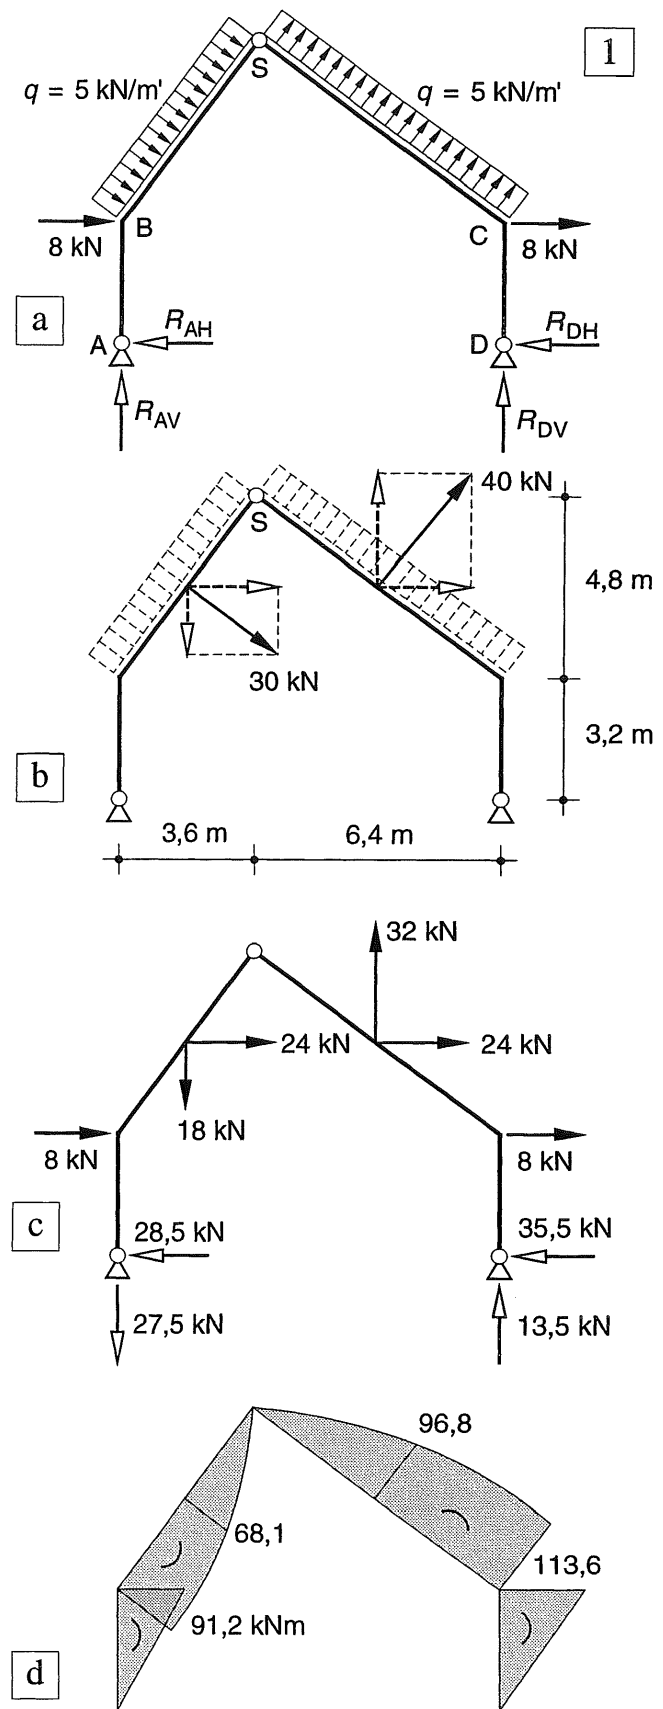 1
S
q = 5 kN/m'
q = 5 kN/m'
B
C
8 kN
8 kN
a
A
R_AH
D
R_DH
R_AV
R_DV
S
40 kN
4,8 m
30 kN
3,2 m
b
3,6 m
6,4 m
32 kN
24 kN
24 kN
18 kN
8 kN
8 kN
c
28,5 kN
35,5 kN
27,5 kN
13,5 kN
96,8
68,1
113,6
91,2 kNm
d